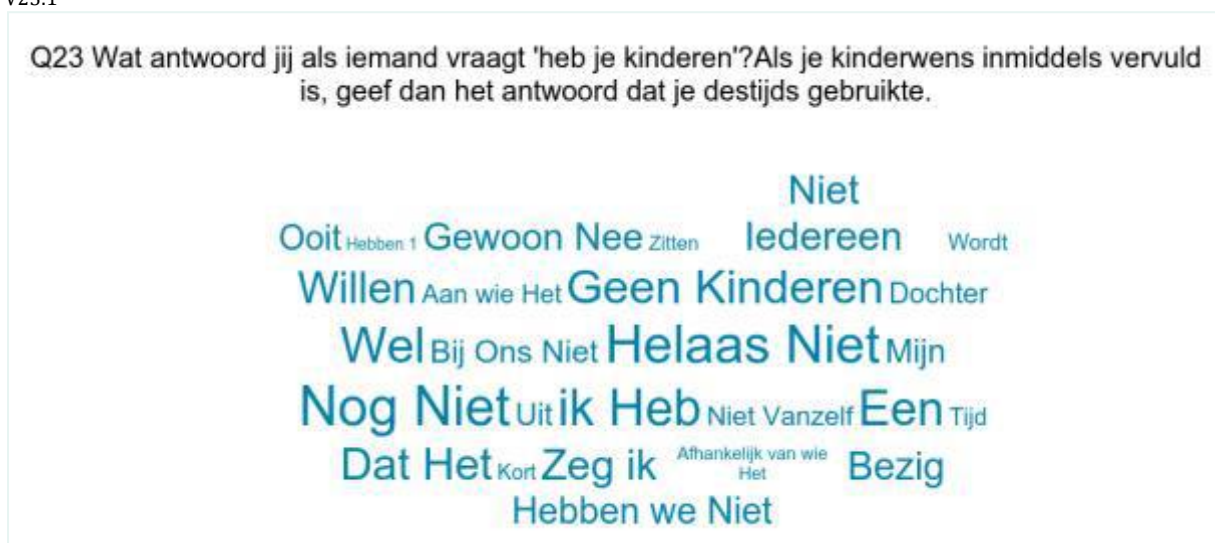 V23.1
Q23 Wat antwoord jij als iemand vraagt 'heb je kinderen'?Als je kinderwens inmiddels vervuld
is, geef dan het antwoord dat je destijds gebruikte.
Niet
Ooit Hebben 1 Gewoon Nee Zitten Iedereen Wordt
Willen Aan wie Het Geen Kinderen Dochter
Wel Bij Ons Niet Helaas Niet Mijn
Nog Niet Uit ik Heb Niet Vanzelf Een Tijd
Dat Het Kort Zeg ik Afhankelijk van wie
Het Bezig
Hebben we Niet